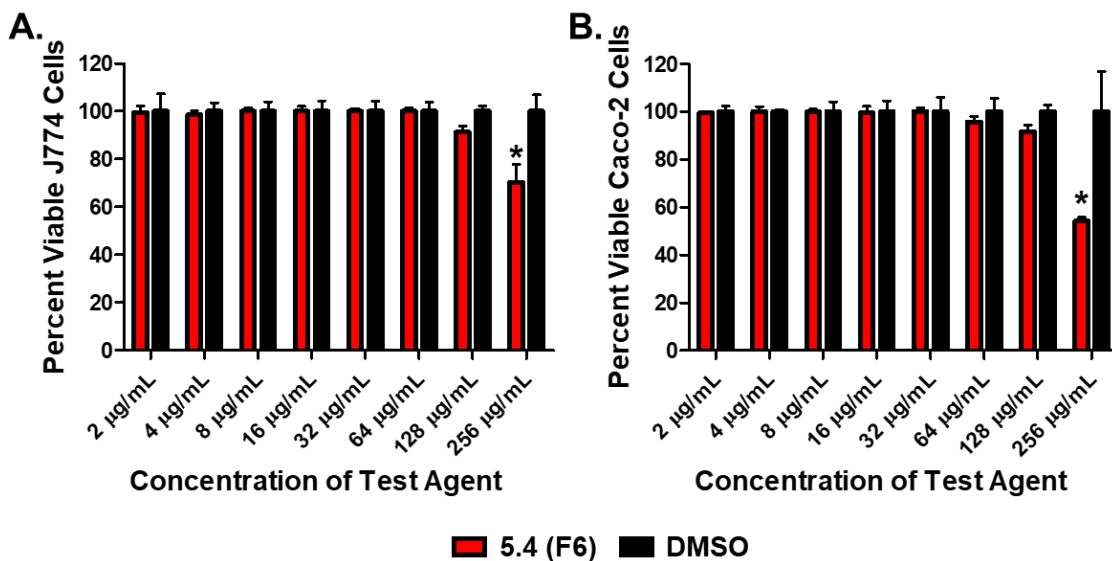 A.
Percent Viable J774 Cells
120
100
80
60
40
20
0
*
2 µg/mL
4 µg/mL
8 µg/mL
16 µg/mL
32 µg/mL
64 µg/mL
128 µg/mL
256 µg/mL
Concentration of Test Agent
B.
Percent Viable Caco-2 Cells
120
100
80
60
40
20
0
*
2 µg/mL
4 µg/mL
8 µg/mL
16 µg/mL
32 µg/mL
64 µg/mL
128 µg/mL
256 µg/mL
Concentration of Test Agent
5.4 (F6) DMSO